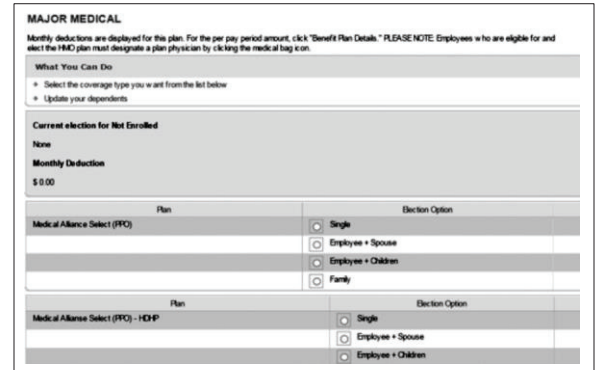 MAJOR MEDICAL
Monthly deductions are displayed for this plan. For the per pay period amount, click "Benefit Plan Details." PLEASE NOTE: Employees who are eligible for and
elect the HMO plan must designate a plan physician by clicking the medical bag icon.
What You Can Do
Select the coverage type you want from the list below
Update your dependents
Current election for Not Enrolled
None
Monthly Deduction
$ 0.00
Plan Election Option
Medical Alliance Select (PPO) Single
Employee + Spouse
Employee + Children
Family
Plan Election Option
Medical Allianse Select (PPO) - HDHP Single
Employee + Spouse
Employee + Children